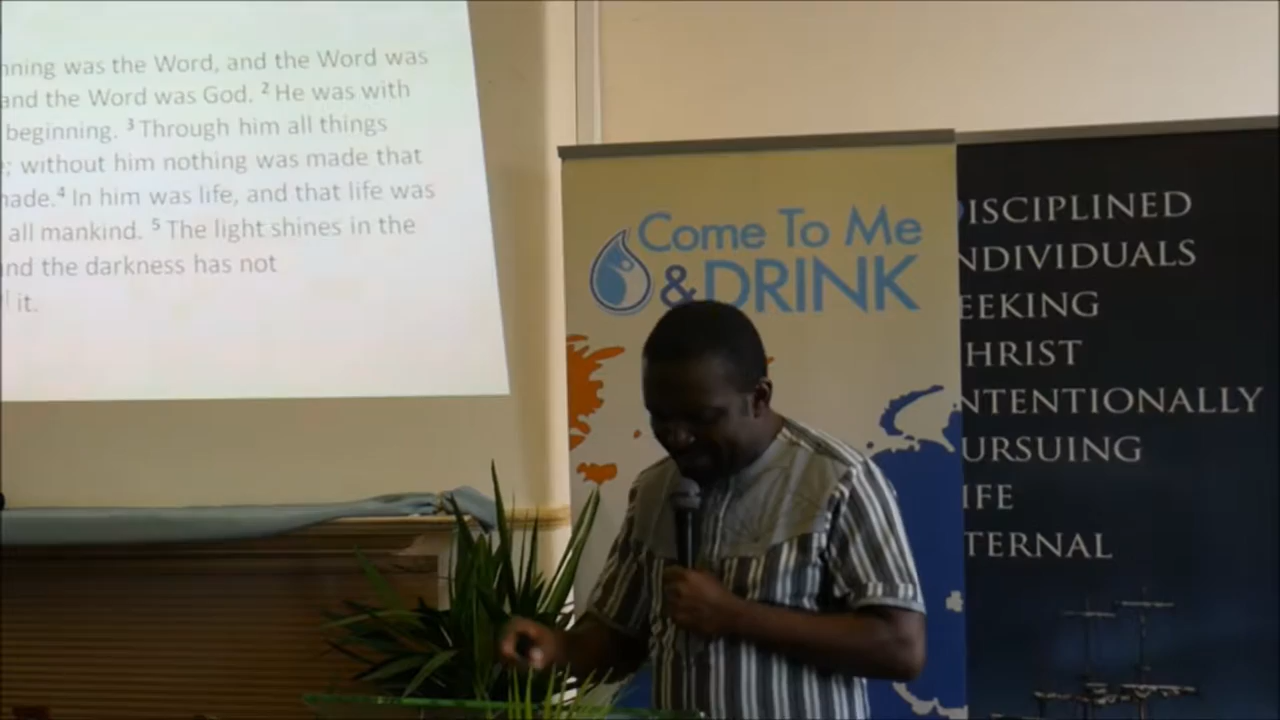 nning was the Word, and the Word was
and the Word was God. ² He was with
beginning. ³ Through him all things
; without him nothing was made that
ade. ⁴ In him was life, and that life was
all mankind. ⁵ The light shines in the
nd the darkness has not
it.
Come To Me
& DRINK
ISCIPLINED
NDIVIDUALS
EEKING
HRIST
NTENTIONALLY
URSUING
IFE
TERNAL